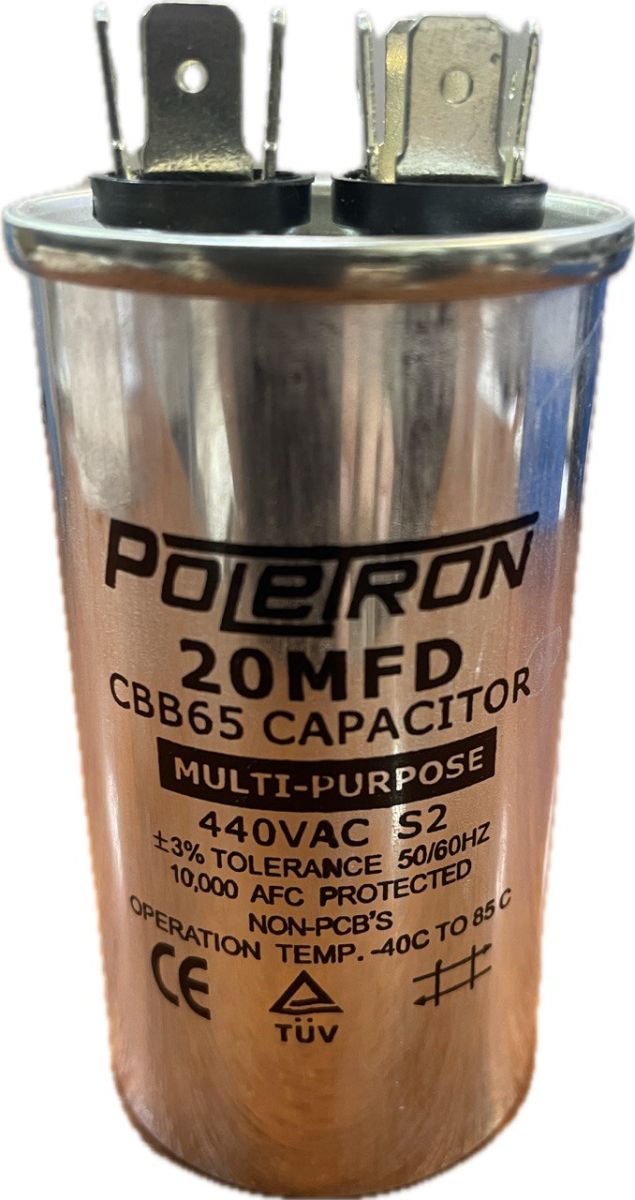 POLETRON
20MFD
CBB65 CAPACITOR
MULTI-PURPOSE
440VAC S2
±3% TOLERANCE 50/60HZ
10,000 AFC PROTECTED
NON-PCB'S
OPERATION TEMP. -40C TO 85 C
CE
TÜV